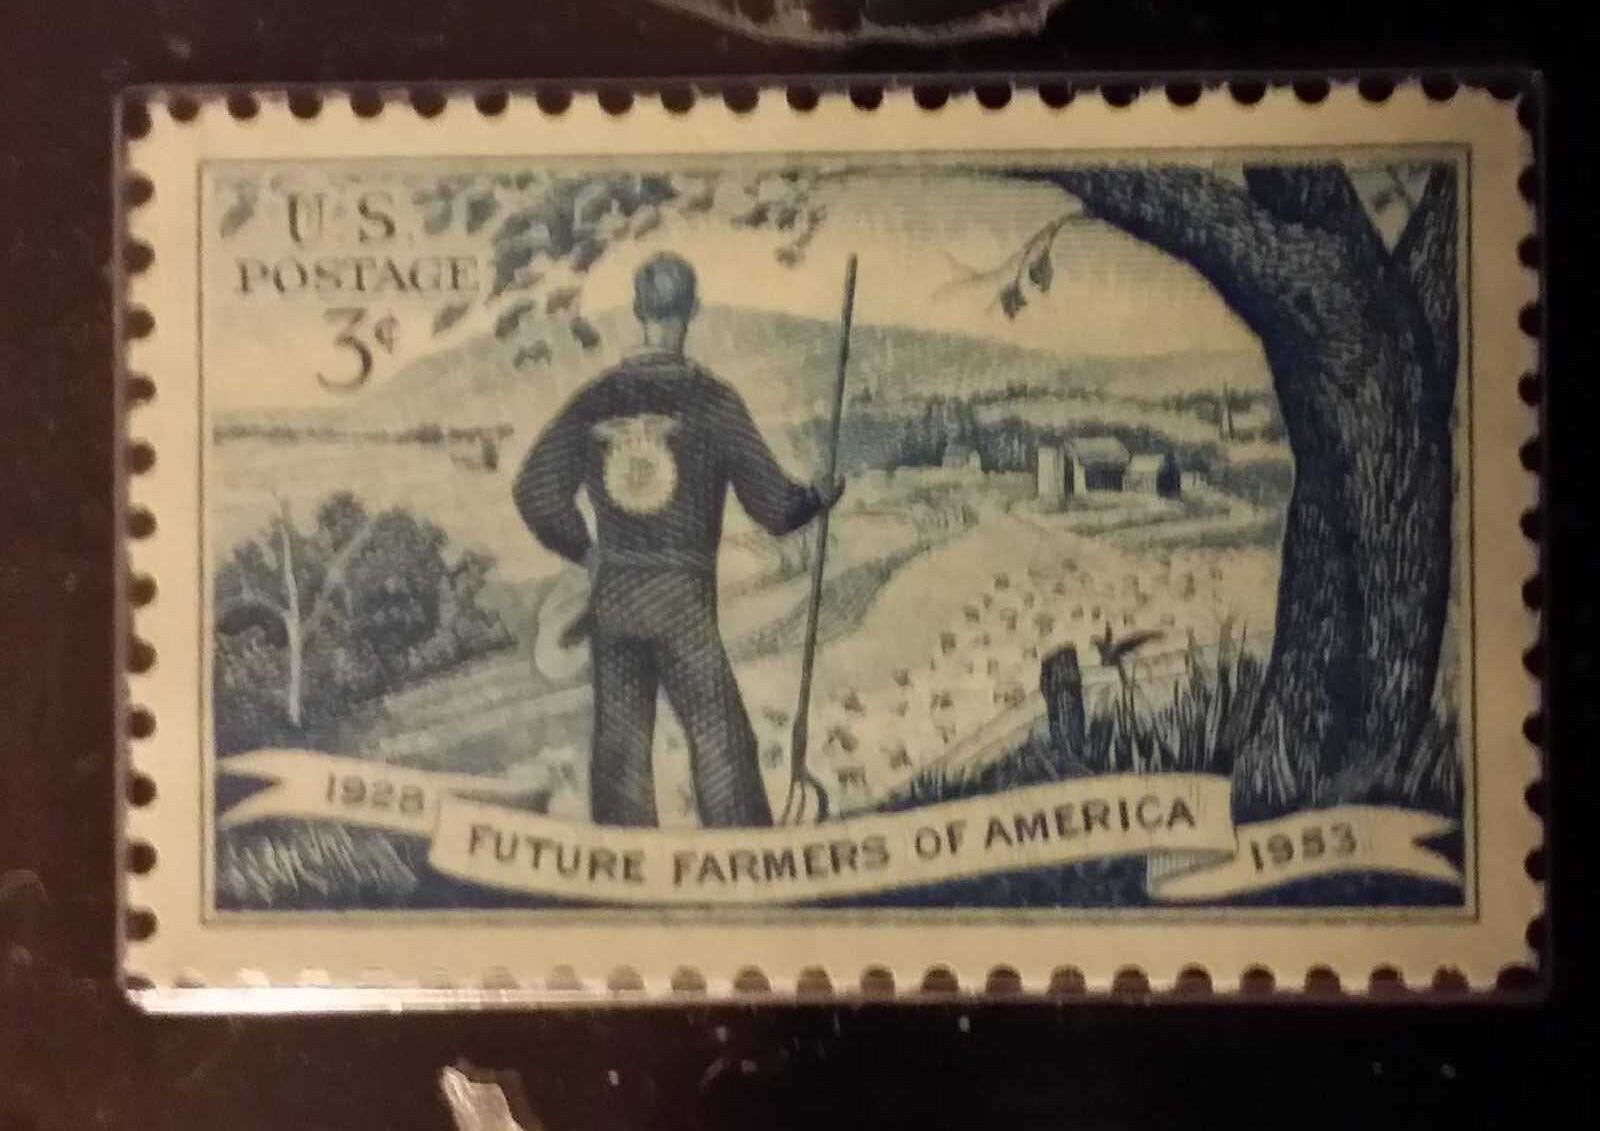 U.S.
POSTAGE
3¢
1928
FUTURE FARMERS OF AMERICA
1953